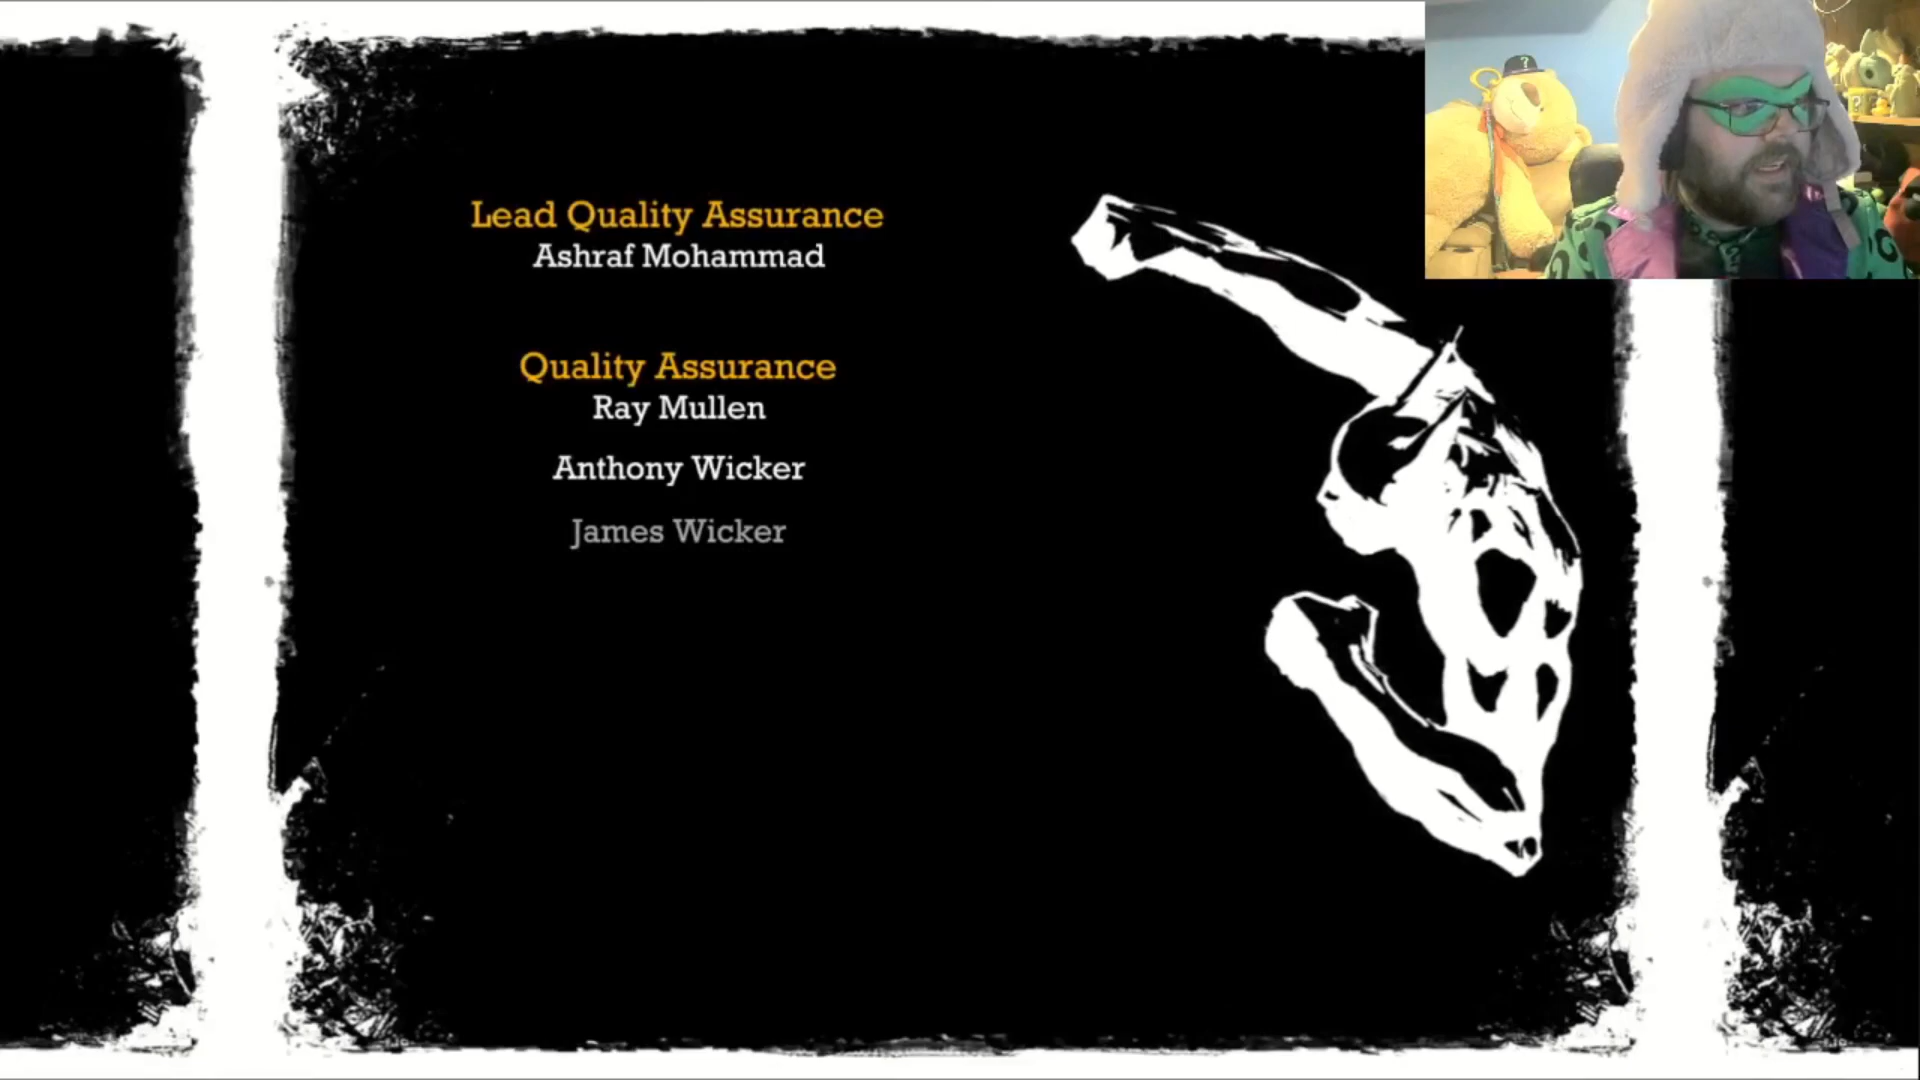 Lead Quality Assurance
Ashraf Mohammad
Quality Assurance
Ray Mullen
Anthony Wicker
James Wicker